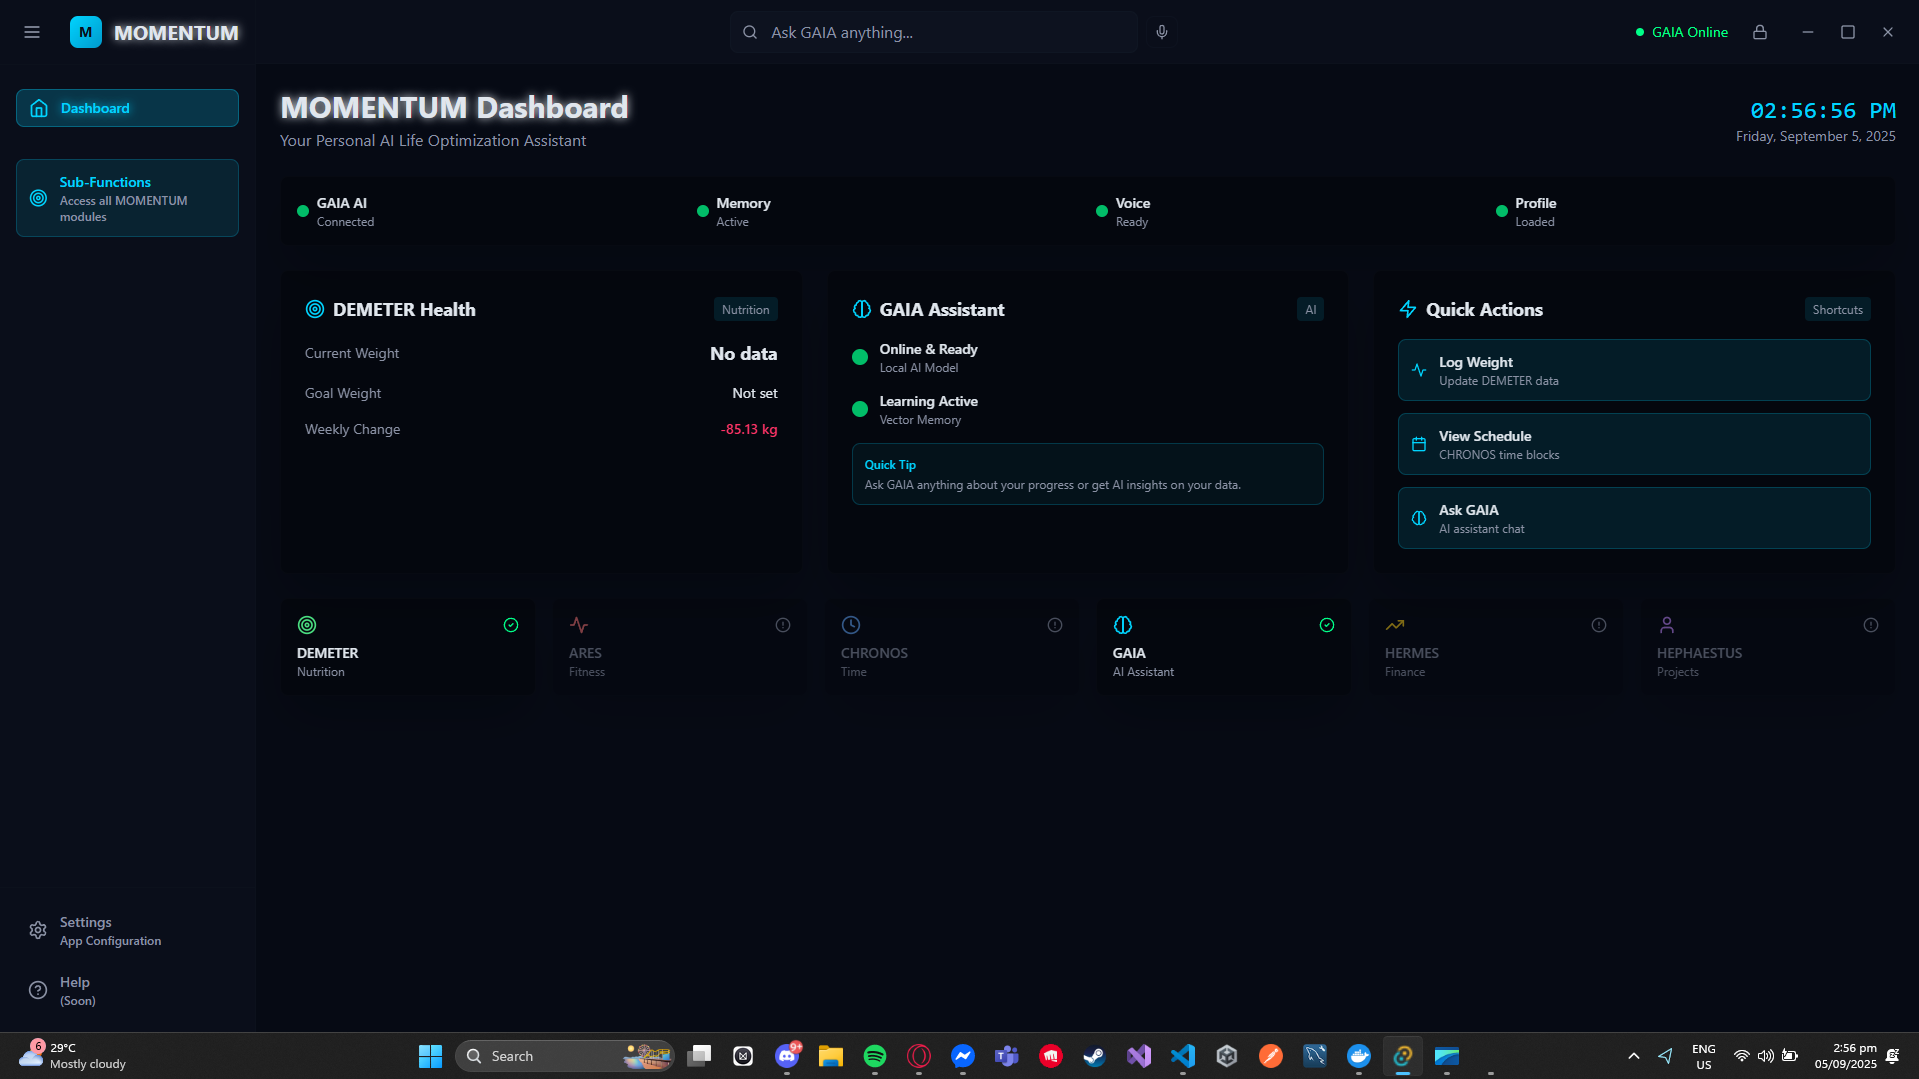 M MOMENTUM
Ask GAIA anything...
GAIA Online
Dashboard
Sub-Functions
Access all MOMENTUM
modules
MOMENTUM Dashboard
Your Personal AI Life Optimization Assistant
02:56:56 PM
Friday, September 5, 2025
GAIA AI
Connected
Memory
Active
Voice
Ready
Profile
Loaded
DEMETER Health
Nutrition
Current Weight
No data
Goal Weight
Not set
Weekly Change
-85.13 kg
GAIA Assistant
AI
Online & Ready
Local AI Model
Learning Active
Vector Memory
Quick Tip
Ask GAIA anything about your progress or get AI insights on your data.
Quick Actions
Shortcuts
Log Weight
Update DEMETER data
View Schedule
CHRONOS time blocks
Ask GAIA
AI assistant chat
DEMETER
Nutrition
ARES
Fitness
CHRONOS
Time
GAIA
AI Assistant
HERMES
Finance
HEPHAESTUS
Projects
Settings
App Configuration
Help
(Soon)
6
29°C
Mostly cloudy
Search
9+
ENG
US
2:56 pm
05/09/2025